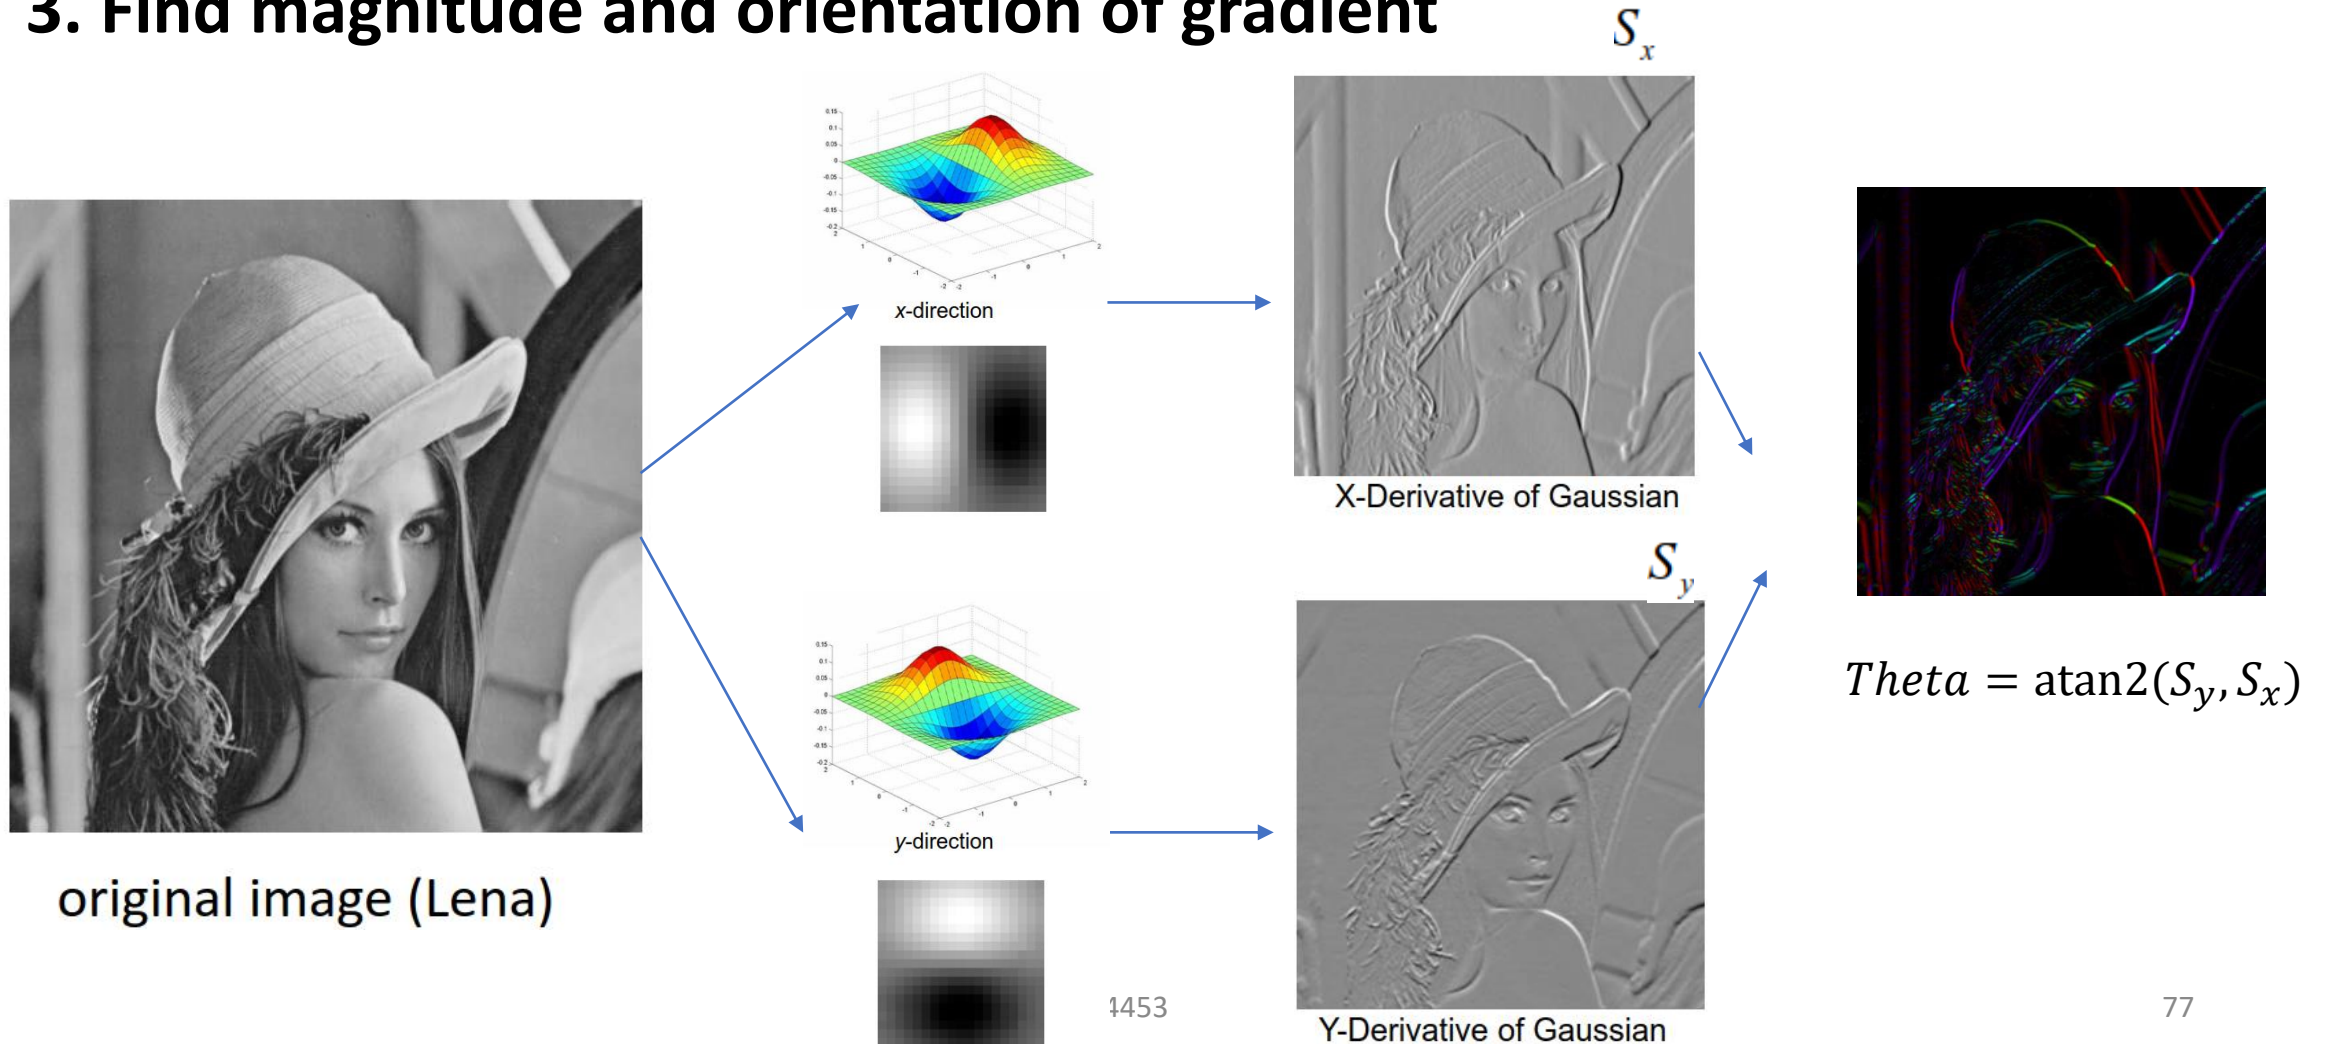 3. Find magnitude and orientation of gradient
S_x
x-direction
X-Derivative of Gaussian
S_y
y-direction
Theta = atan2(S_y, S_x)
original image (Lena)
4453
77
Y-Derivative of Gaussian